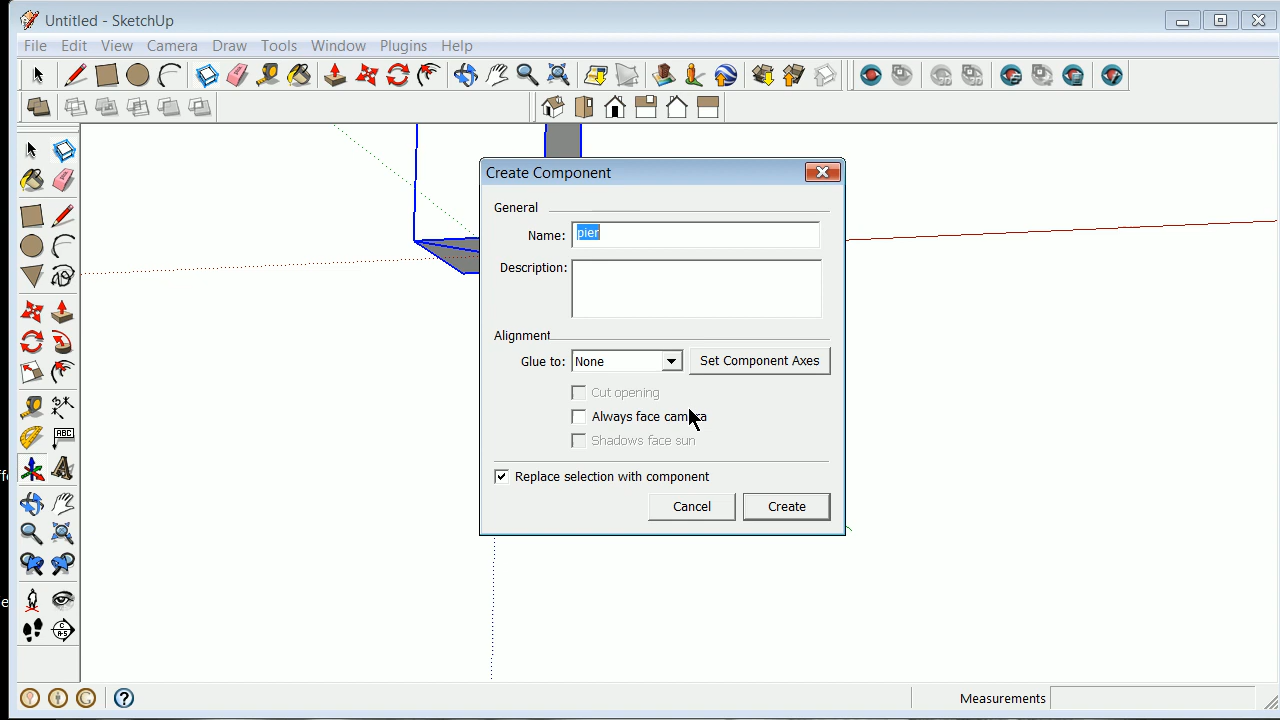 Untitled - SketchUp
File Edit View Camera Draw Tools Window Plugins Help
Create Component
General
Name: pier
Description:
Alignment
Glue to: None Set Component Axes
Cut opening
Always face camera
Shadows face sun
Replace selection with component
Cancel Create
ABC
Measurements